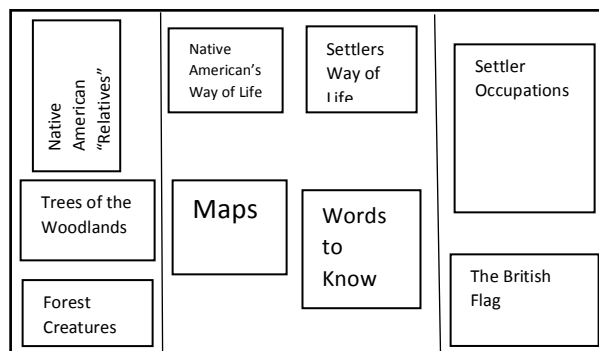 Native
American
“Relatives”
Trees of the
Woodlands
Forest
Creatures
Native
American’s
Way of Life
Settlers
Way of
Life
Maps
Words
to
Know
Settler
Occupations
The British
Flag